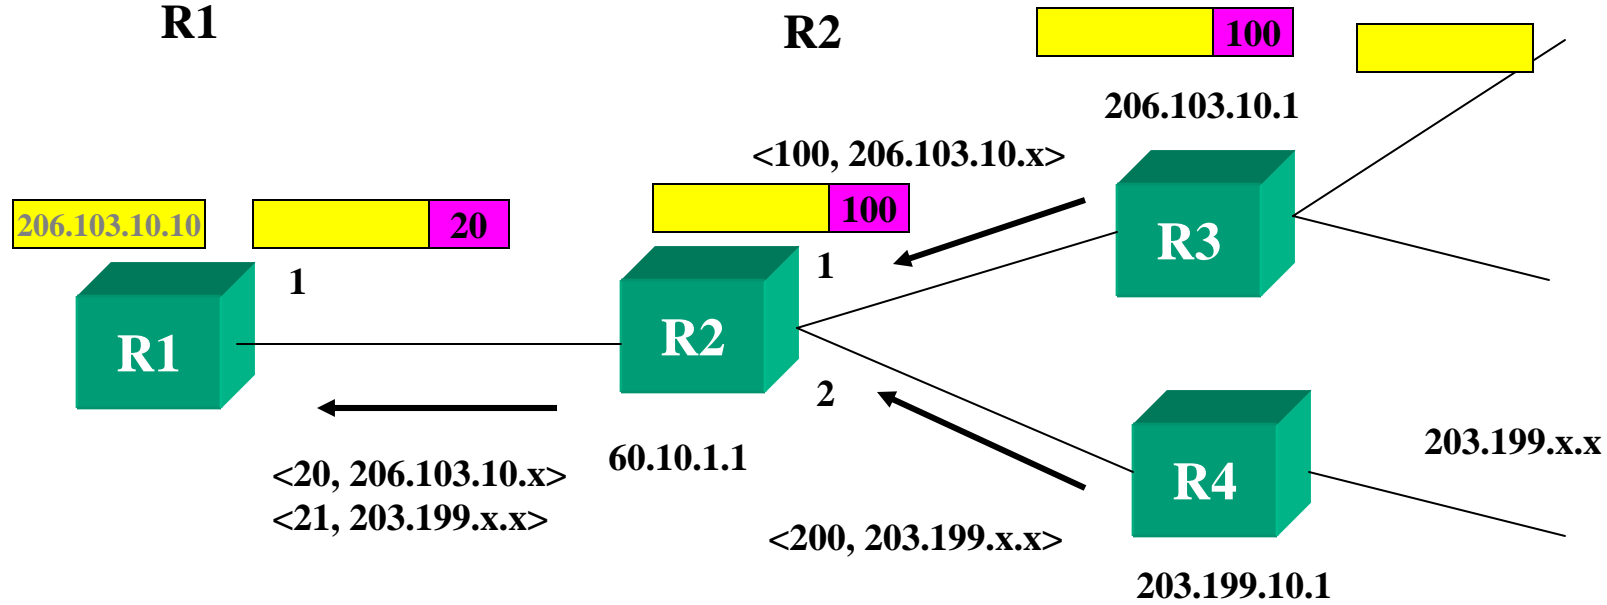 R1
R2
100
206.103.10.1
<100, 206.103.10.x>
206.103.10.10
20
100
1
1
R1
R2
R3
2
60.10.1.1
<20, 206.103.10.x>
<21, 203.199.x.x>
<200, 203.199.x.x>
R4
203.199.x.x
203.199.10.1